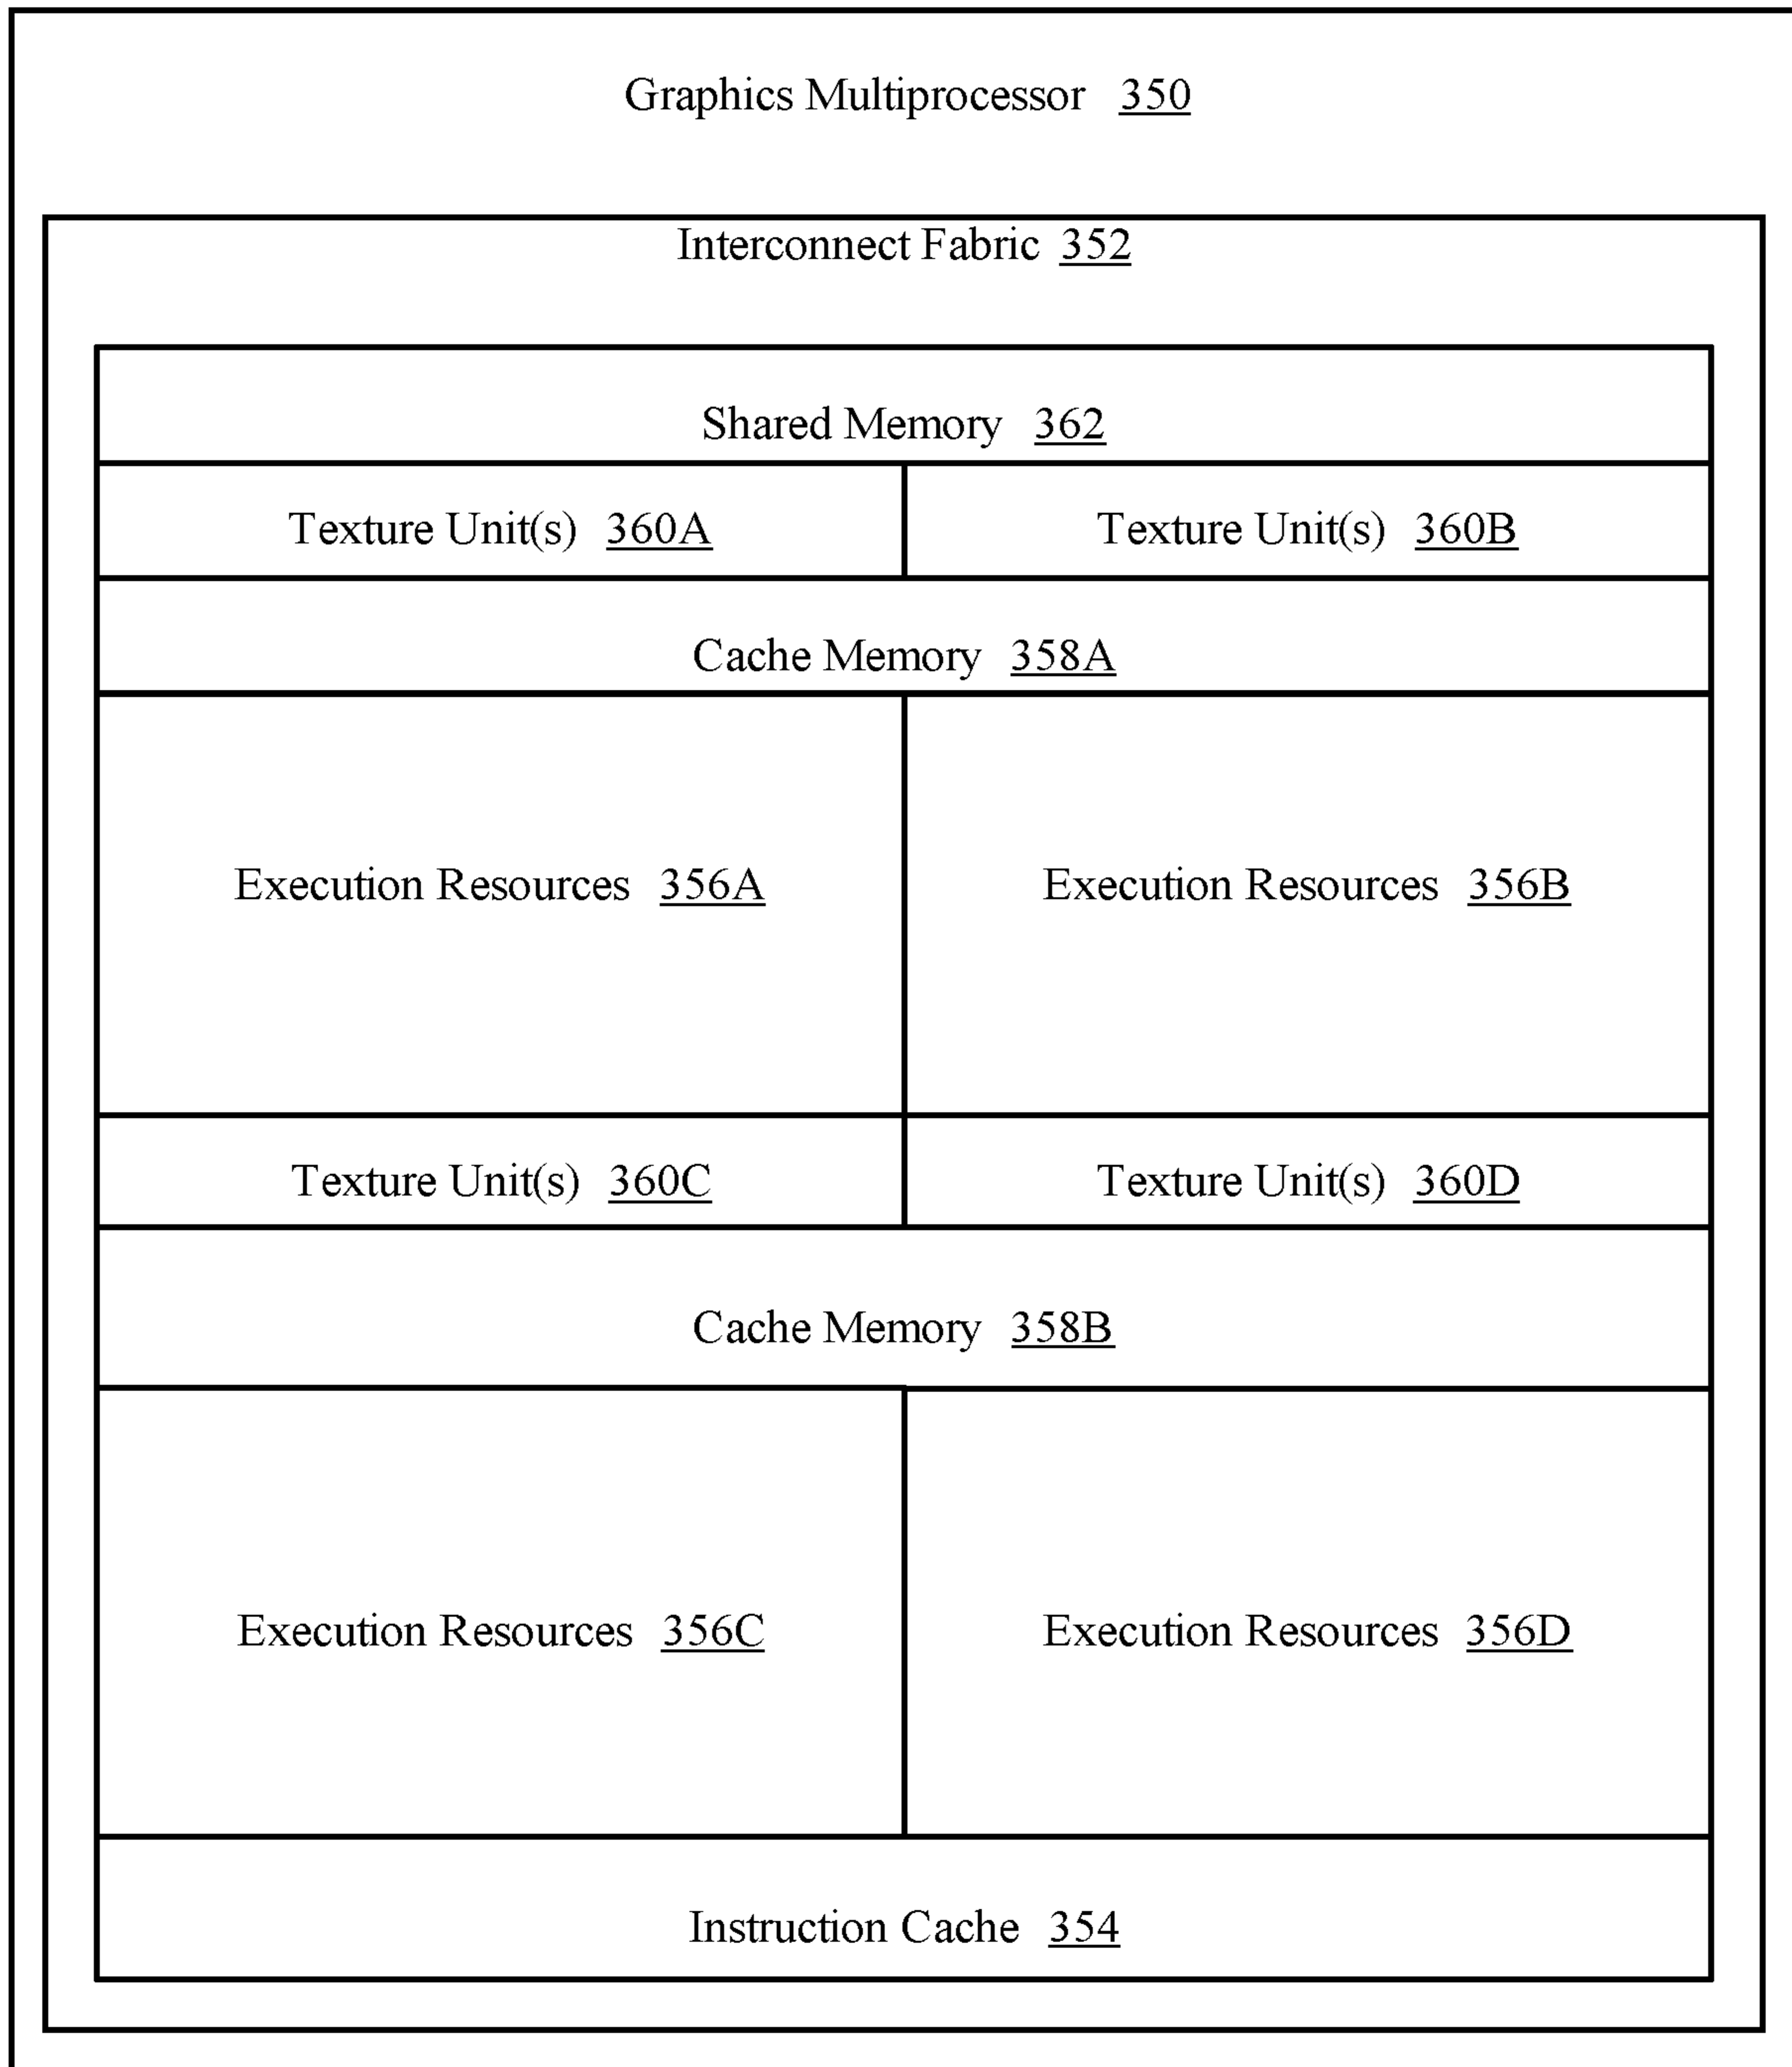 Graphics Multiprocessor 350
Interconnect Fabric 352
Shared Memory 362
Texture Unit(s) 360A
Texture Unit(s) 360B
Cache Memory 358A
Execution Resources 356A
Execution Resources 356B
Texture Unit(s) 360C
Texture Unit(s) 360D
Cache Memory 358B
Execution Resources 356C
Execution Resources 356D
Instruction Cache 354